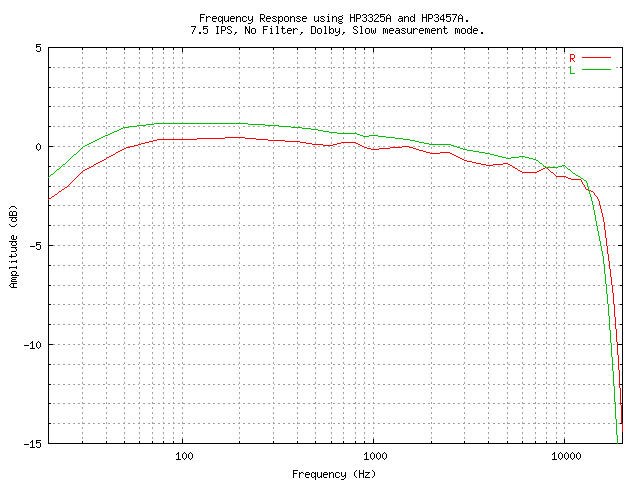 Frequency Response using HP3325A and HP3457A.
7.5 IPS, No Filter, Dolby, Slow measurement mode.
R
L
5
0
-5
-10
-15
Amplitude (dB)
100
1000
10000
Frequency (Hz)